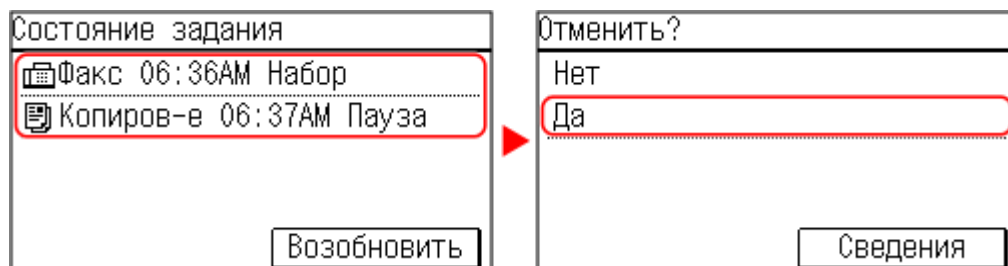 Состояние задания
Факс 06:36AM Набор
Копиров-е 06:37AM Пауза
Возобновить
Отменить?
Нет
Да
Сведения